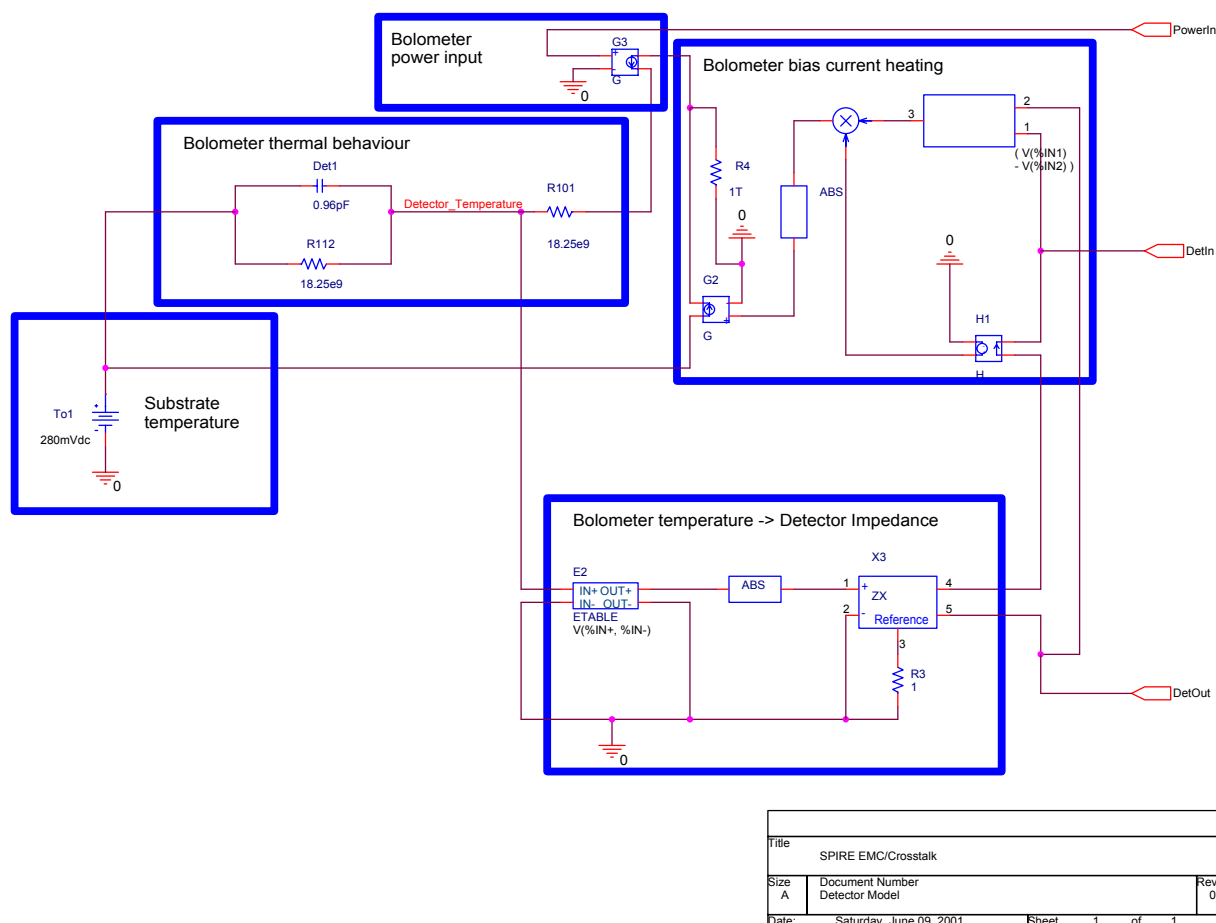 PowerIn
Bolometer
power input
G3
+
-
G
0
Bolometer bias current heating
2
3
1
( V(%IN1)
- V(%IN2) )
R4
1T
ABS
0
0
DetIn
G2
+
G
H1
H
Bolometer thermal behaviour
Det1
0.96pF
Detector_Temperature
R101
18.25e9
R112
18.25e9
Substrate
temperature
To1
+
-
280mVdc
0
Bolometer temperature -> Detector Impedance
X3
E2
IN+ OUT+
IN- OUT-
ETABLE
V(%IN+, %IN-)
ABS
1
+
ZX
4
2
-
Reference
5
3
R3
1
0
DetOut
Title
SPIRE EMC/Crosstalk
Size
A
Document Number
Detector Model
Rev
0
Date:
Saturday, June 09, 2001
Sheet
1
of
1